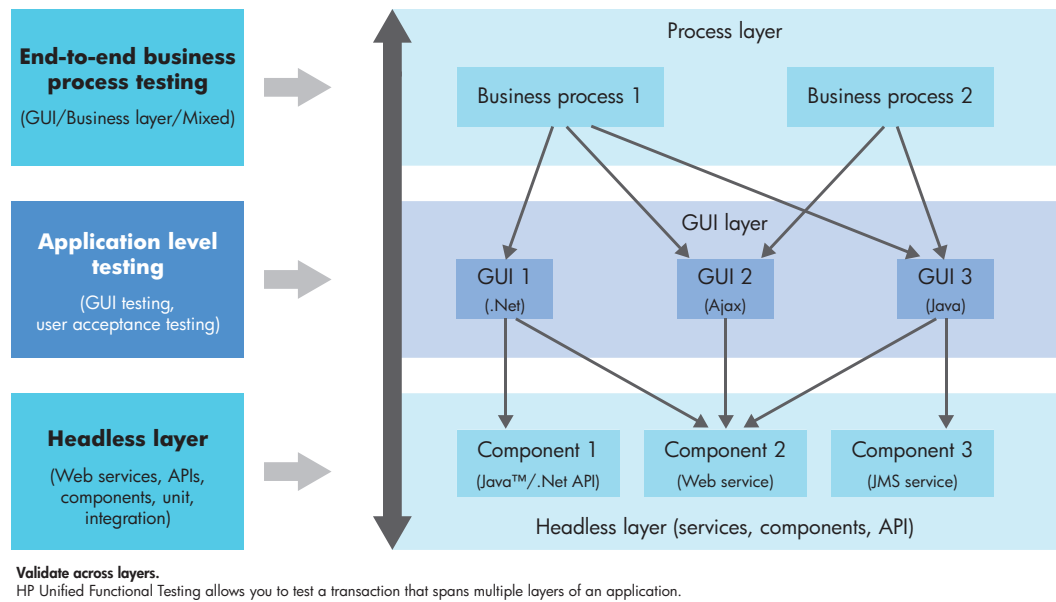 End-to-end business
process testing
(GUI/Business layer/Mixed)
Process layer
Business process 1
Business process 2
Application level
testing
(GUI testing,
user acceptance testing)
GUI layer
GUI 1
(.Net)
GUI 2
(Ajax)
GUI 3
(Java)
Headless layer
(Web services, APIs,
components, unit,
integration)
Component 1
(Java™/.Net API)
Component 2
(Web service)
Component 3
(JMS service)
Headless layer (services, components, API)
Validate across layers.
HP Unified Functional Testing allows you to test a transaction that spans multiple layers of an application.